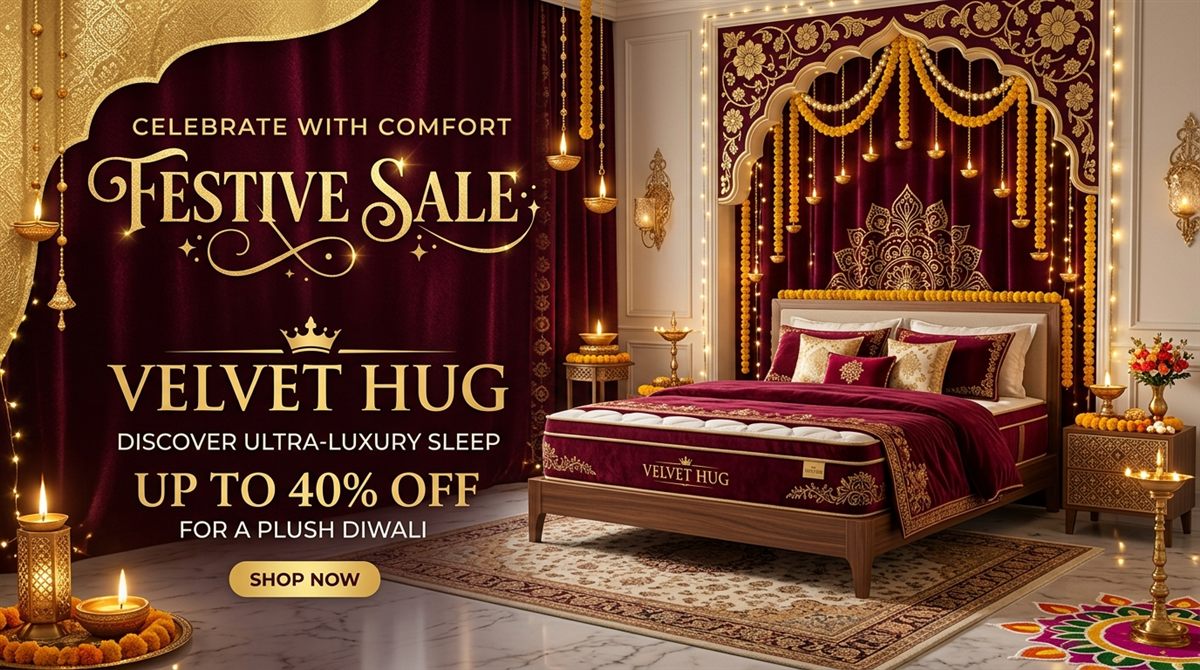 CELEBRATE WITH COMFORT
FESTIVE SALE
VELVET HUG
DISCOVER ULTRA-LUXURY SLEEP
UP TO 40% OFF
FOR A PLUSH DIWALI
SHOP NOW
VELVET HUG